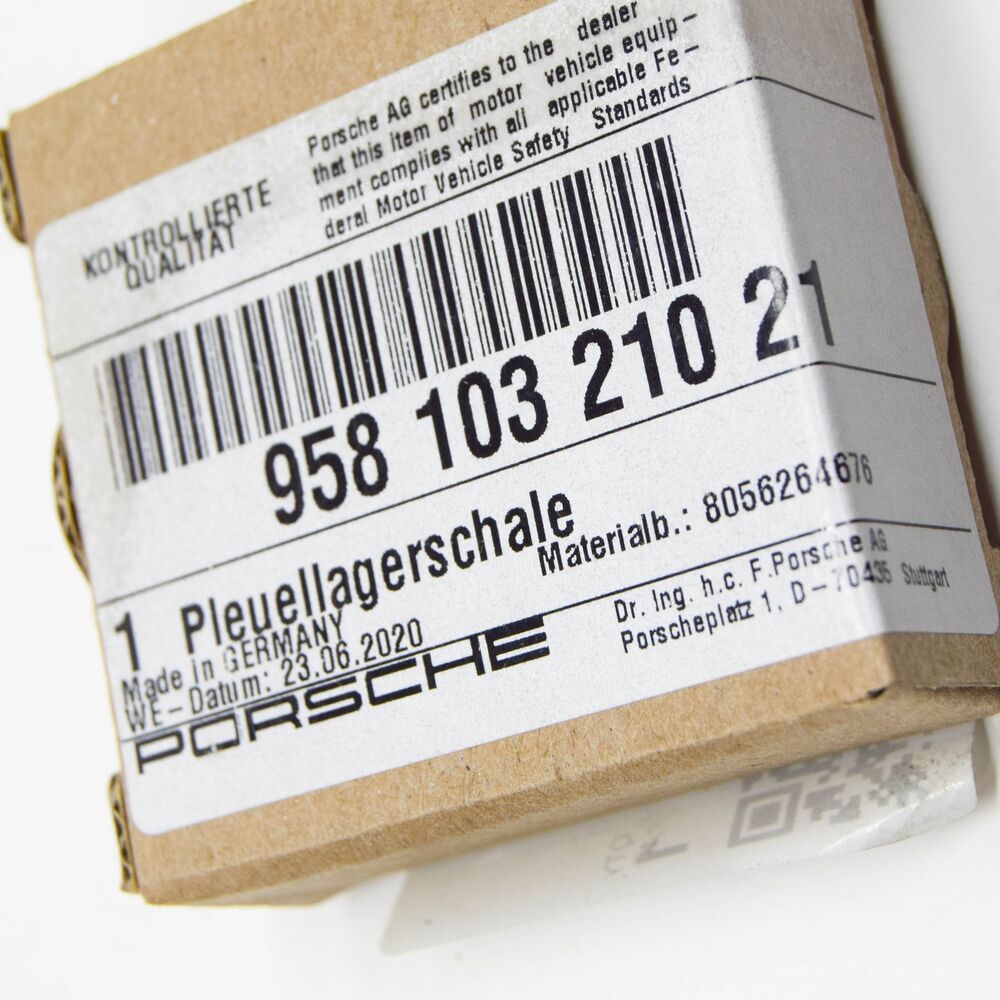 KONTROLLIERTE
QUALITAT
Porsche AG certifies to the dealer
that this item of motor vehicle equip-
ment complies with all applicable Fe-
deral Motor Vehicle Safety Standards
958 103 210 21
1 Pleuellagerschale
Materialb.: 8056264676
Made in GERMANY
WE-Datum: 23.06.2020
PORSCHE
Dr. Ing. h.c. F.Porsche AG
Porscheplatz 1, D-70435 Stuttgart